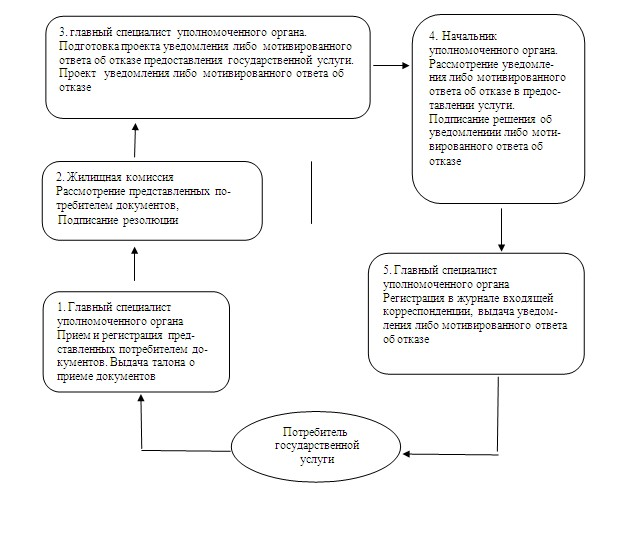 3. главный специалист уполномоченного органа.
Подготовка проекта уведомления либо мотивированного
ответа об отказе предоставления государственной услуги.
Проект уведомления либо мотивированного ответа об
отказе
4. Начальник
уполномоченного органа.
Рассмотрение уведомле-
ния либо мотивированного
ответа об отказе в предос-
тавлении услуги.
Подписание решения об
уведомлениии либо моти-
вированного ответа об
отказе
2. Жилищная комиссия
Рассмотрение представленных по-
требителем документов,
Подписание резолюции
5. Главный специалист
уполномоченного органа
Регистрация в журнале входящей
корреспонденции, выдача уведом-
ления либо мотивированного ответа
об отказе
1. Главный специалист
уполномоченного органа
Прием и регистрация пред-
ставленных потребителем до-
кументов. Выдача талона о
приеме документов
Потребитель
государственной
услуги